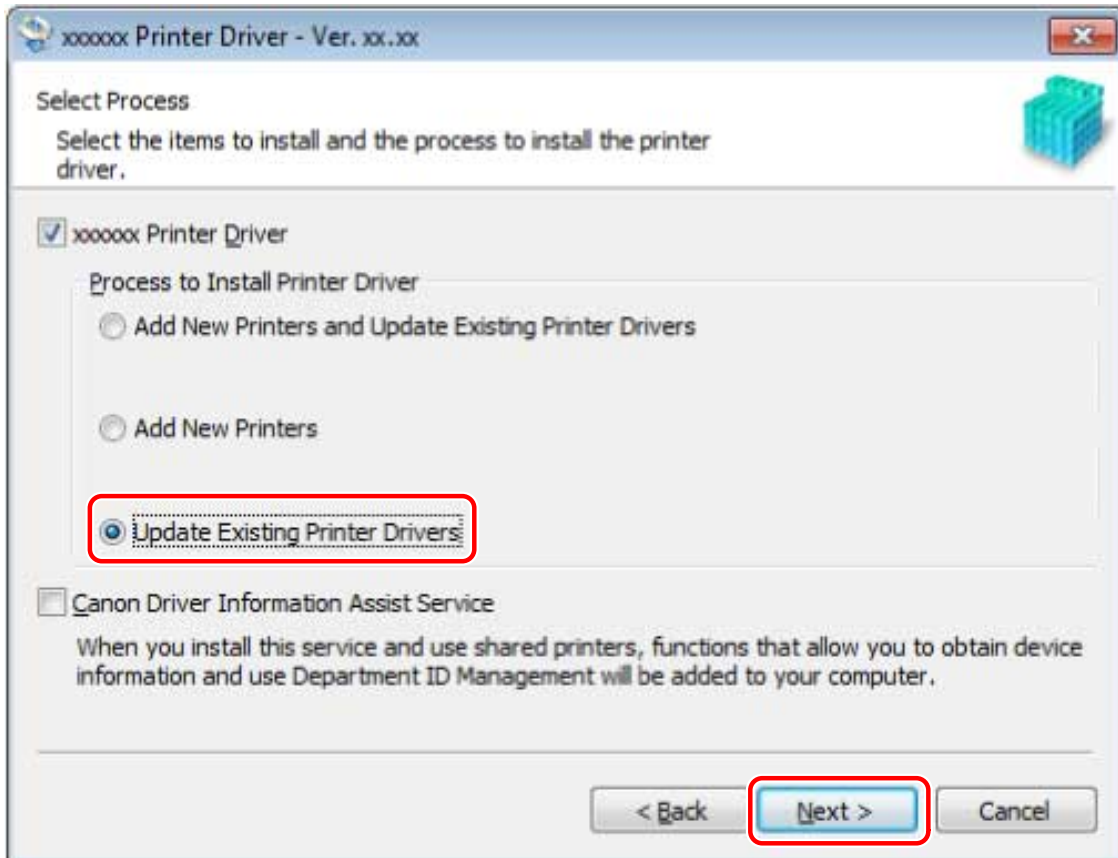 xxxxxx Printer Driver - Ver. xx.xx
Select Process
Select the items to install and the process to install the printer
driver.
xxxxxx Printer Driver
Process to Install Printer Driver
Add New Printers and Update Existing Printer Drivers
Add New Printers
Update Existing Printer Drivers
Canon Driver Information Assist Service
When you install this service and use shared printers, functions that allow you to obtain device
information and use Department ID Management will be added to your computer.
< Back Next > Cancel